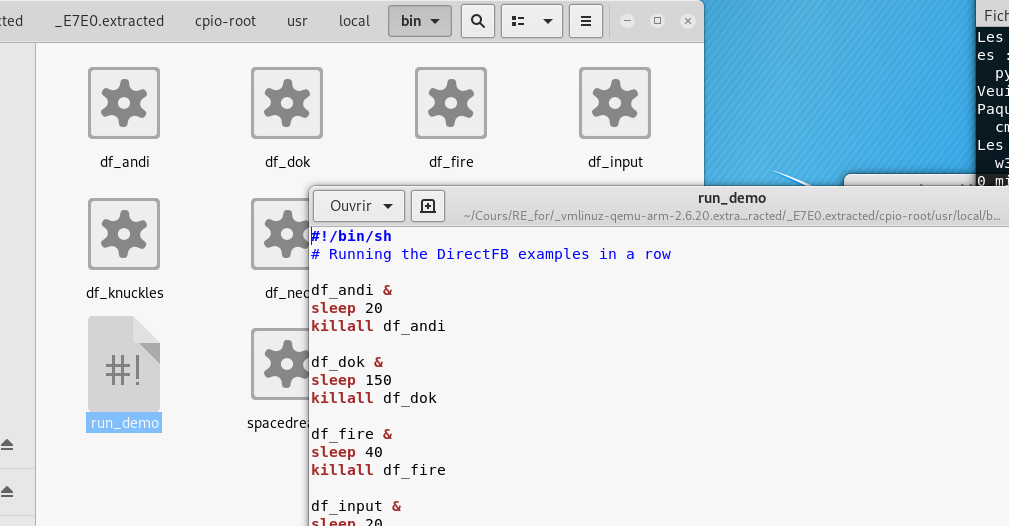 _E7E0.extracted cpio-root usr local bin
Fich
Les
es :
py
Veui
Paqu
cm
Les
w3
0 mi
df_andi df_dok df_fire df_input
df_knuckles
run_demo
Ouvrir
run_demo
~/Cours/RE_for/_vmlinuz-qemu-arm-2.6.20.extra…racted/_E7E0.extracted/cpio-root/usr/local/b…
#!/bin/sh
# Running the DirectFB examples in a row
df_andi &
sleep 20
killall df_andi
df_dok &
sleep 150
killall df_dok
df_fire &
sleep 40
killall df_fire
df_input &
sleep 20